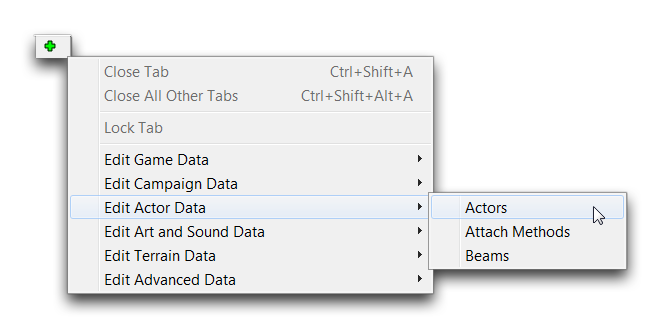 Close Tab Ctrl+Shift+A
Close All Other Tabs Ctrl+Shift+Alt+A
Lock Tab
Edit Game Data
Edit Campaign Data
Edit Actor Data
Actors
Edit Art and Sound Data
Attach Methods
Edit Terrain Data
Beams
Edit Advanced Data